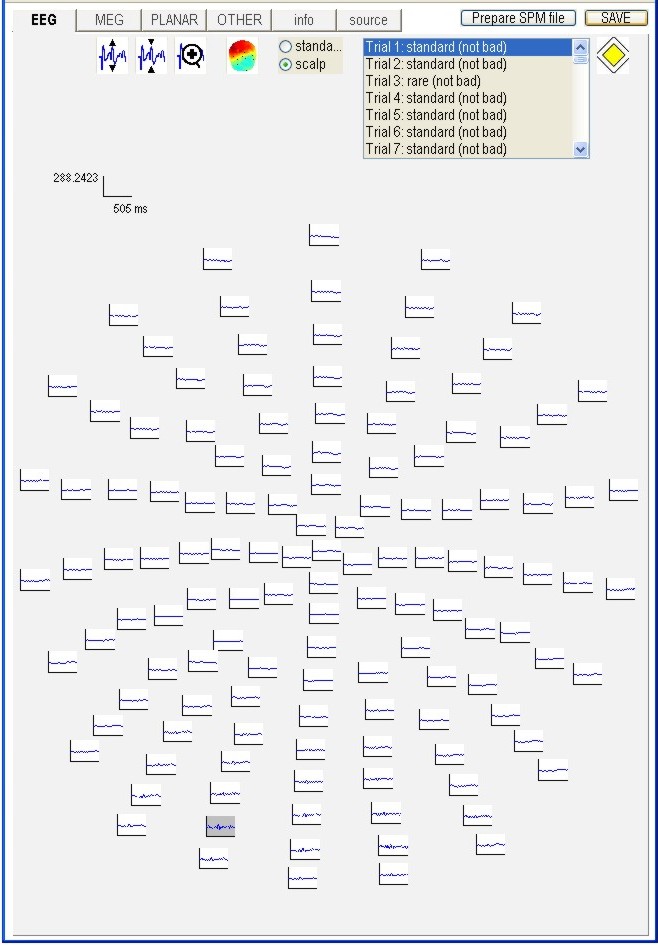 EEG MEG PLANAR OTHER info source Prepare SPM file SAVE
standa...
scalp
Trial 1: standard (not bad)
Trial 2: standard (not bad)
Trial 3: rare (not bad)
Trial 4: standard (not bad)
Trial 5: standard (not bad)
Trial 6: standard (not bad)
Trial 7: standard (not bad)
288.2423
505 ms